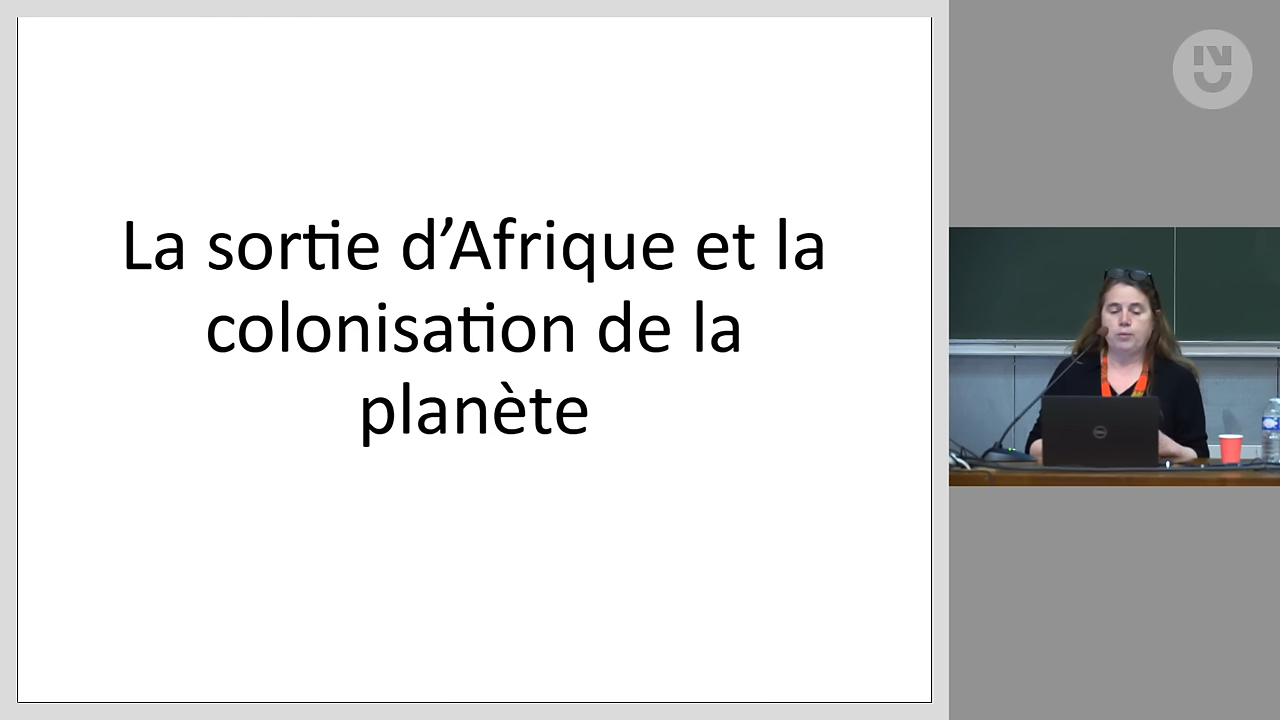 La sortie d’Afrique et la
colonisation de la
planète